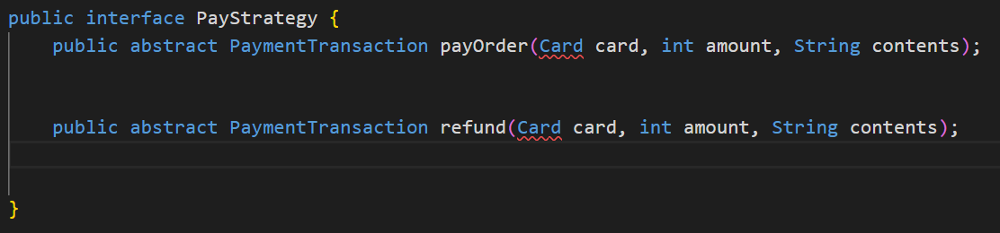 public interface PayStrategy {
public abstract PaymentTransaction payOrder(Card card, int amount, String contents);
public abstract PaymentTransaction refund(Card card, int amount, String contents);
}